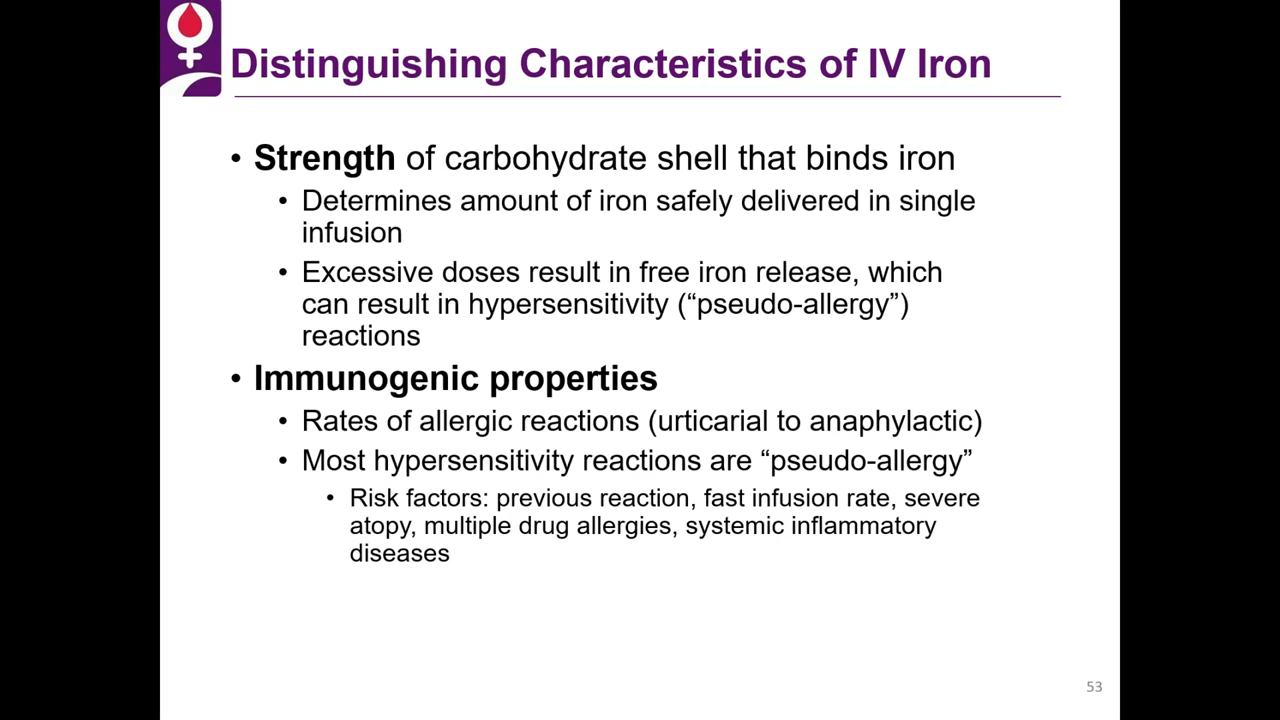 Distinguishing Characteristics of IV Iron
• Strength of carbohydrate shell that binds iron
• Determines amount of iron safely delivered in single
infusion
• Excessive doses result in free iron release, which
can result in hypersensitivity (“pseudo-allergy”)
reactions
• Immunogenic properties
• Rates of allergic reactions (urticarial to anaphylactic)
• Most hypersensitivity reactions are “pseudo-allergy”
• Risk factors: previous reaction, fast infusion rate, severe
atopy, multiple drug allergies, systemic inflammatory
diseases
53